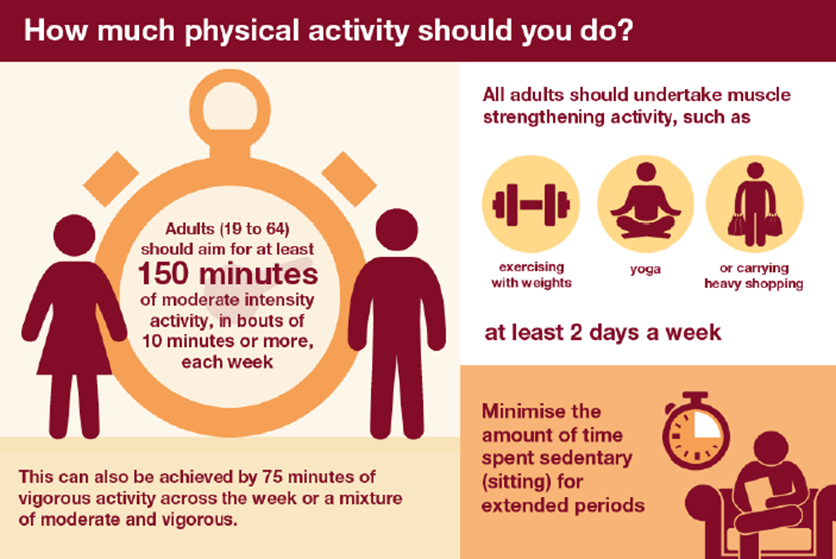 How much physical activity should you do?
Adults (19 to 64)
should aim for at least
150 minutes
of moderate intensity
activity, in bouts of
10 minutes or more,
each week
This can also be achieved by 75 minutes of
vigorous activity across the week or a mixture
of moderate and vigorous.
All adults should undertake muscle
strengthening activity, such as
exercising
with weights
yoga
or carrying
heavy shopping
at least 2 days a week
Minimise the
amount of time
spent sedentary
(sitting) for
extended periods